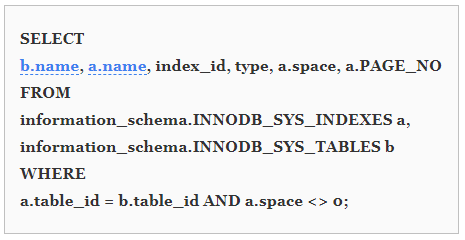 SELECT
b.name, a.name, index_id, type, a.space, a.PAGE_NO
FROM
information_schema.INNODB_SYS_INDEXES a,
information_schema.INNODB_SYS_TABLES b
WHERE
a.table_id = b.table_id AND a.space <> 0;